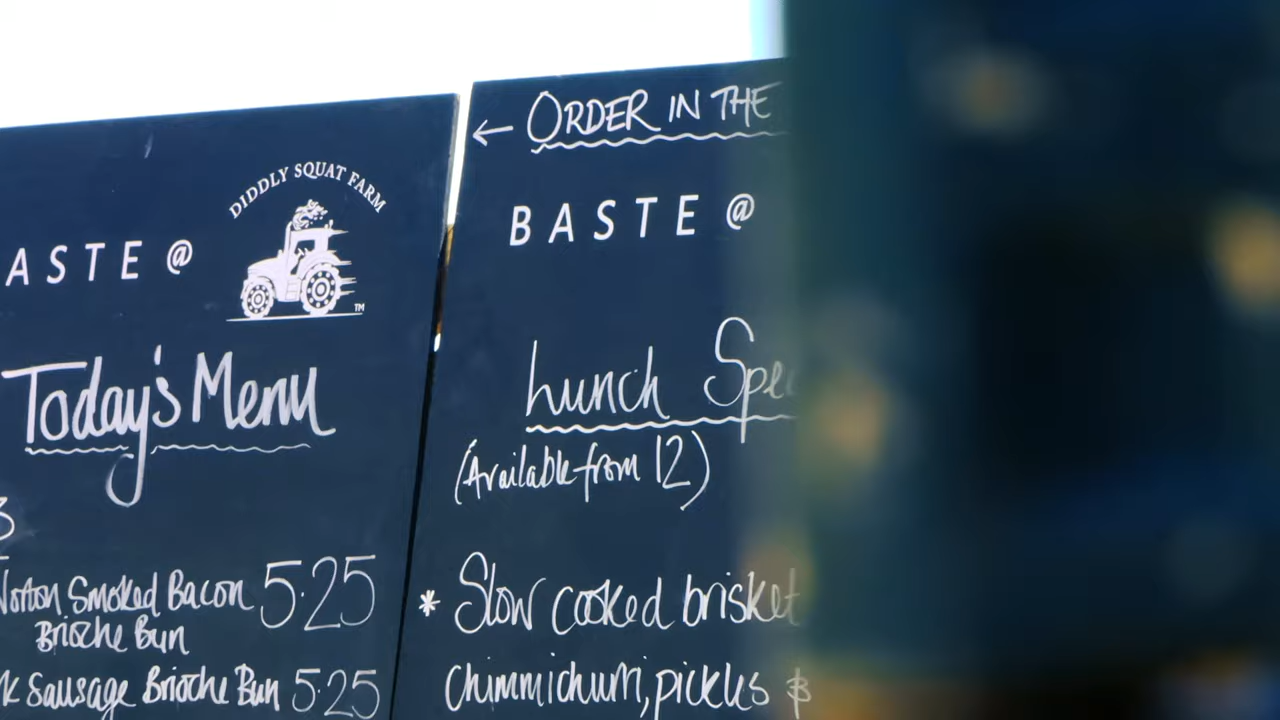 DIDDLY SQUAT FARM
ASTE @
TM
Today's Menu
Smoked Bacon 5.25
Brioche Bun
Sausage Brioche Bun 5.25
← ORDER IN THE
BASTE @
Lunch Spe
(Available from 12)
* Slow cooked brisket
Chimmichurri, pickles &